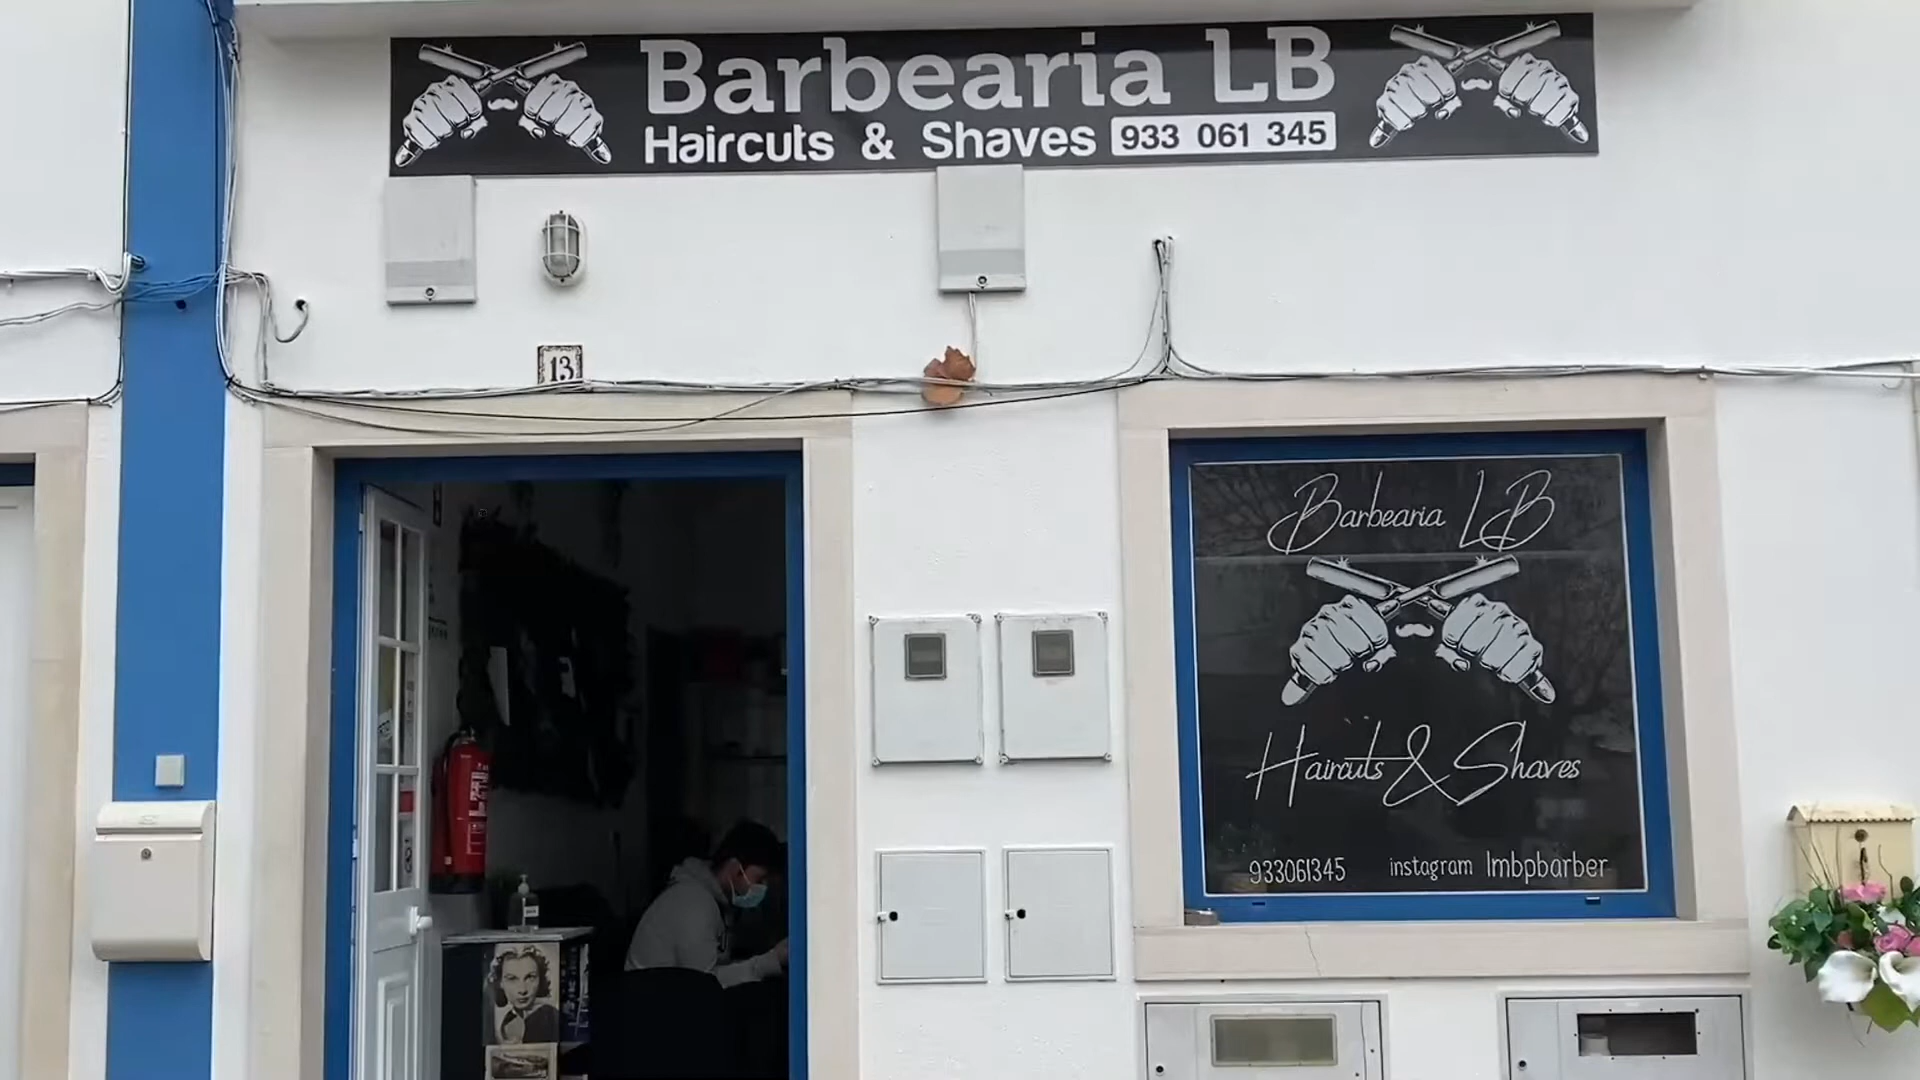 Barbearia LB
Haircuts & Shaves 933 061 345
13
Barbearia LB
Haircuts & Shaves
933061345 instagram lmbpbarber